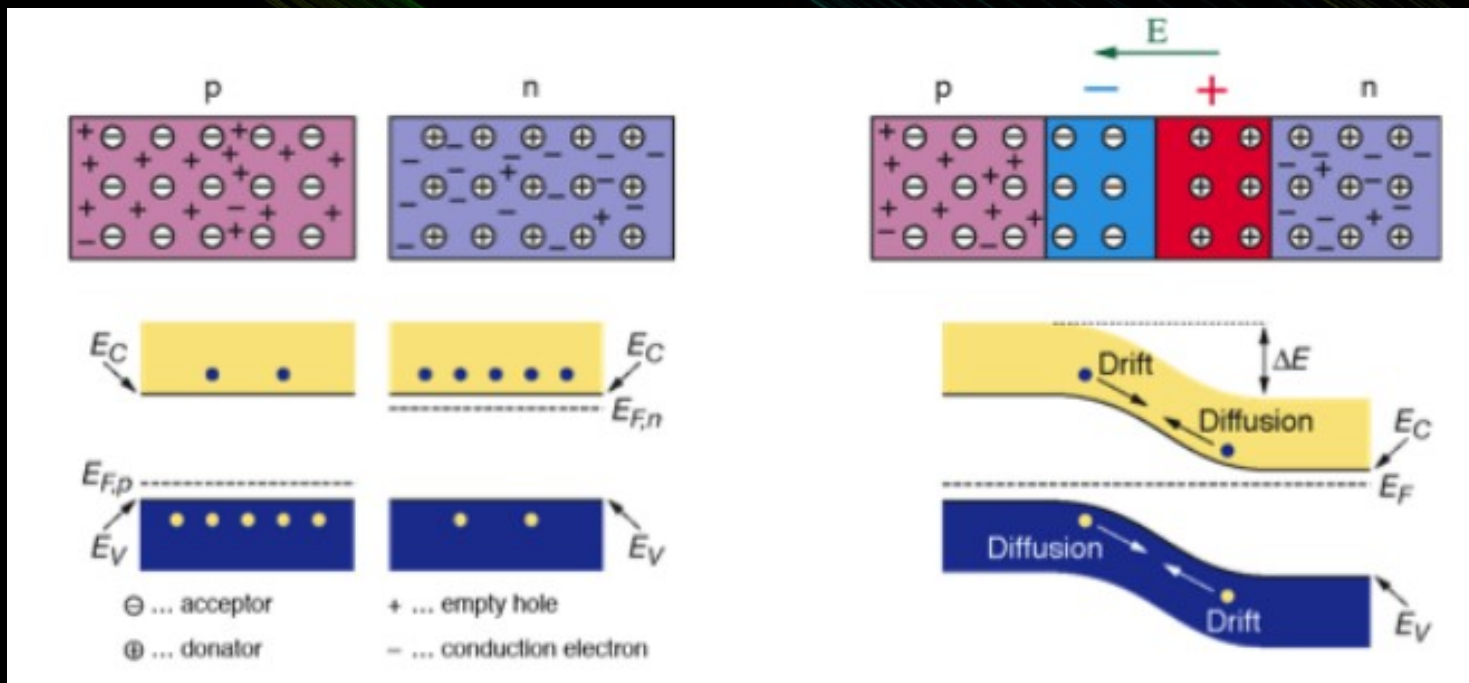 p
n
E_C
E_C
E_{F,n}
E_{F,p}
E_V
E_V
⊖ ... acceptor
+ ... empty hole
⊕ ... donator
− ... conduction electron
E
− +
p
n
ΔE
Drift
Diffusion
E_C
E_F
Diffusion
Drift
E_V